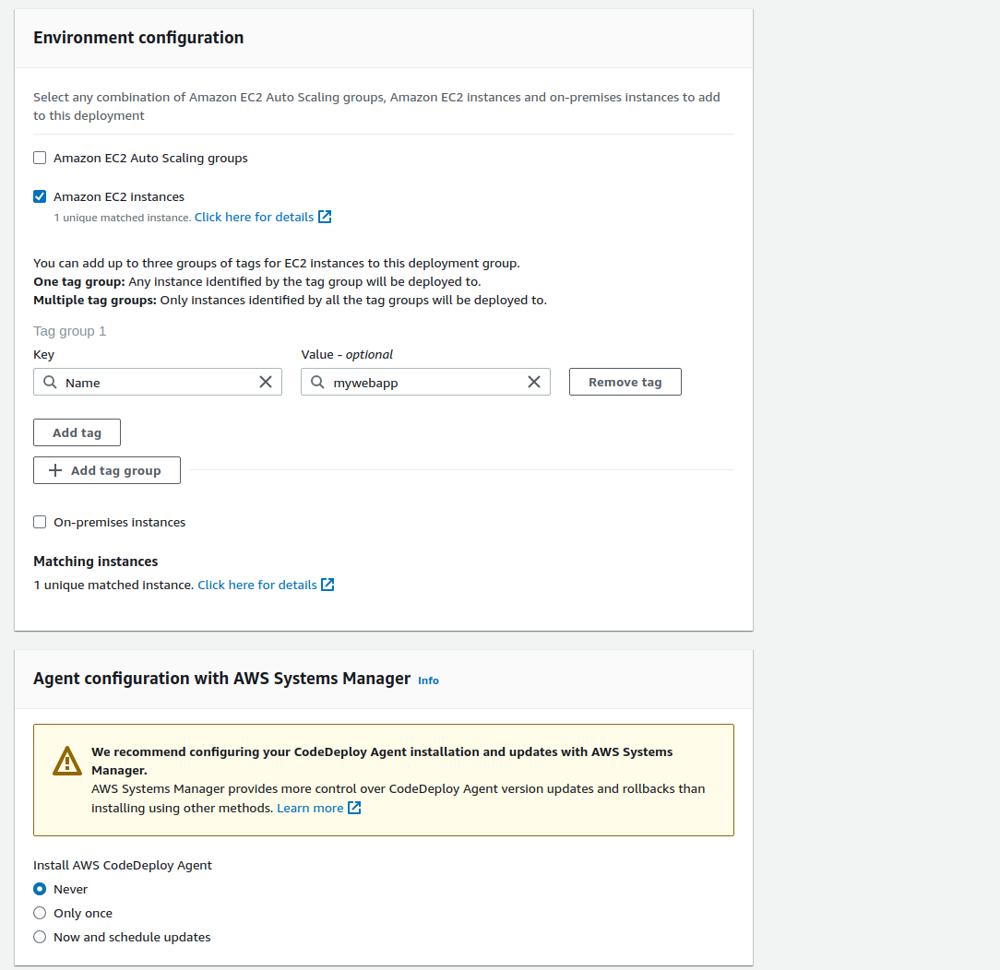 Environment configuration
Select any combination of Amazon EC2 Auto Scaling groups, Amazon EC2 instances and on-premises instances to add
to this deployment
Amazon EC2 Auto Scaling groups
Amazon EC2 instances
1 unique matched instance. Click here for details
You can add up to three groups of tags for EC2 instances to this deployment group.
One tag group: Any instance identified by the tag group will be deployed to.
Multiple tag groups: Only instances identified by all the tag groups will be deployed to.
Tag group 1
Key Value - optional
Name mywebapp Remove tag
Add tag
+ Add tag group
On-premises instances
Matching instances
1 unique matched instance. Click here for details
Agent configuration with AWS Systems Manager Info
We recommend configuring your CodeDeploy Agent installation and updates with AWS Systems
Manager.
AWS Systems Manager provides more control over CodeDeploy Agent version updates and rollbacks than
installing using other methods. Learn more
Install AWS CodeDeploy Agent
Never
Only once
Now and schedule updates